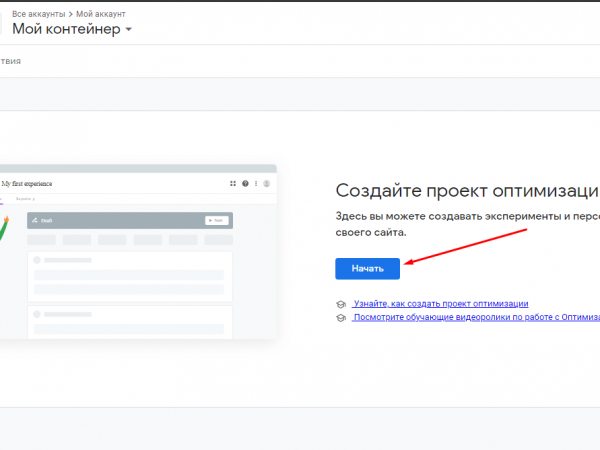 Все аккаунты > Мой аккаунт
Мой контейнер
твия
My first experience
Создайте проект оптимизаци
Здесь вы можете создавать эксперименты и персо
своего сайта.
Начать
Узнайте, как создать проект оптимизации
Посмотрите обучающие видеоролики по работе с Оптимиза